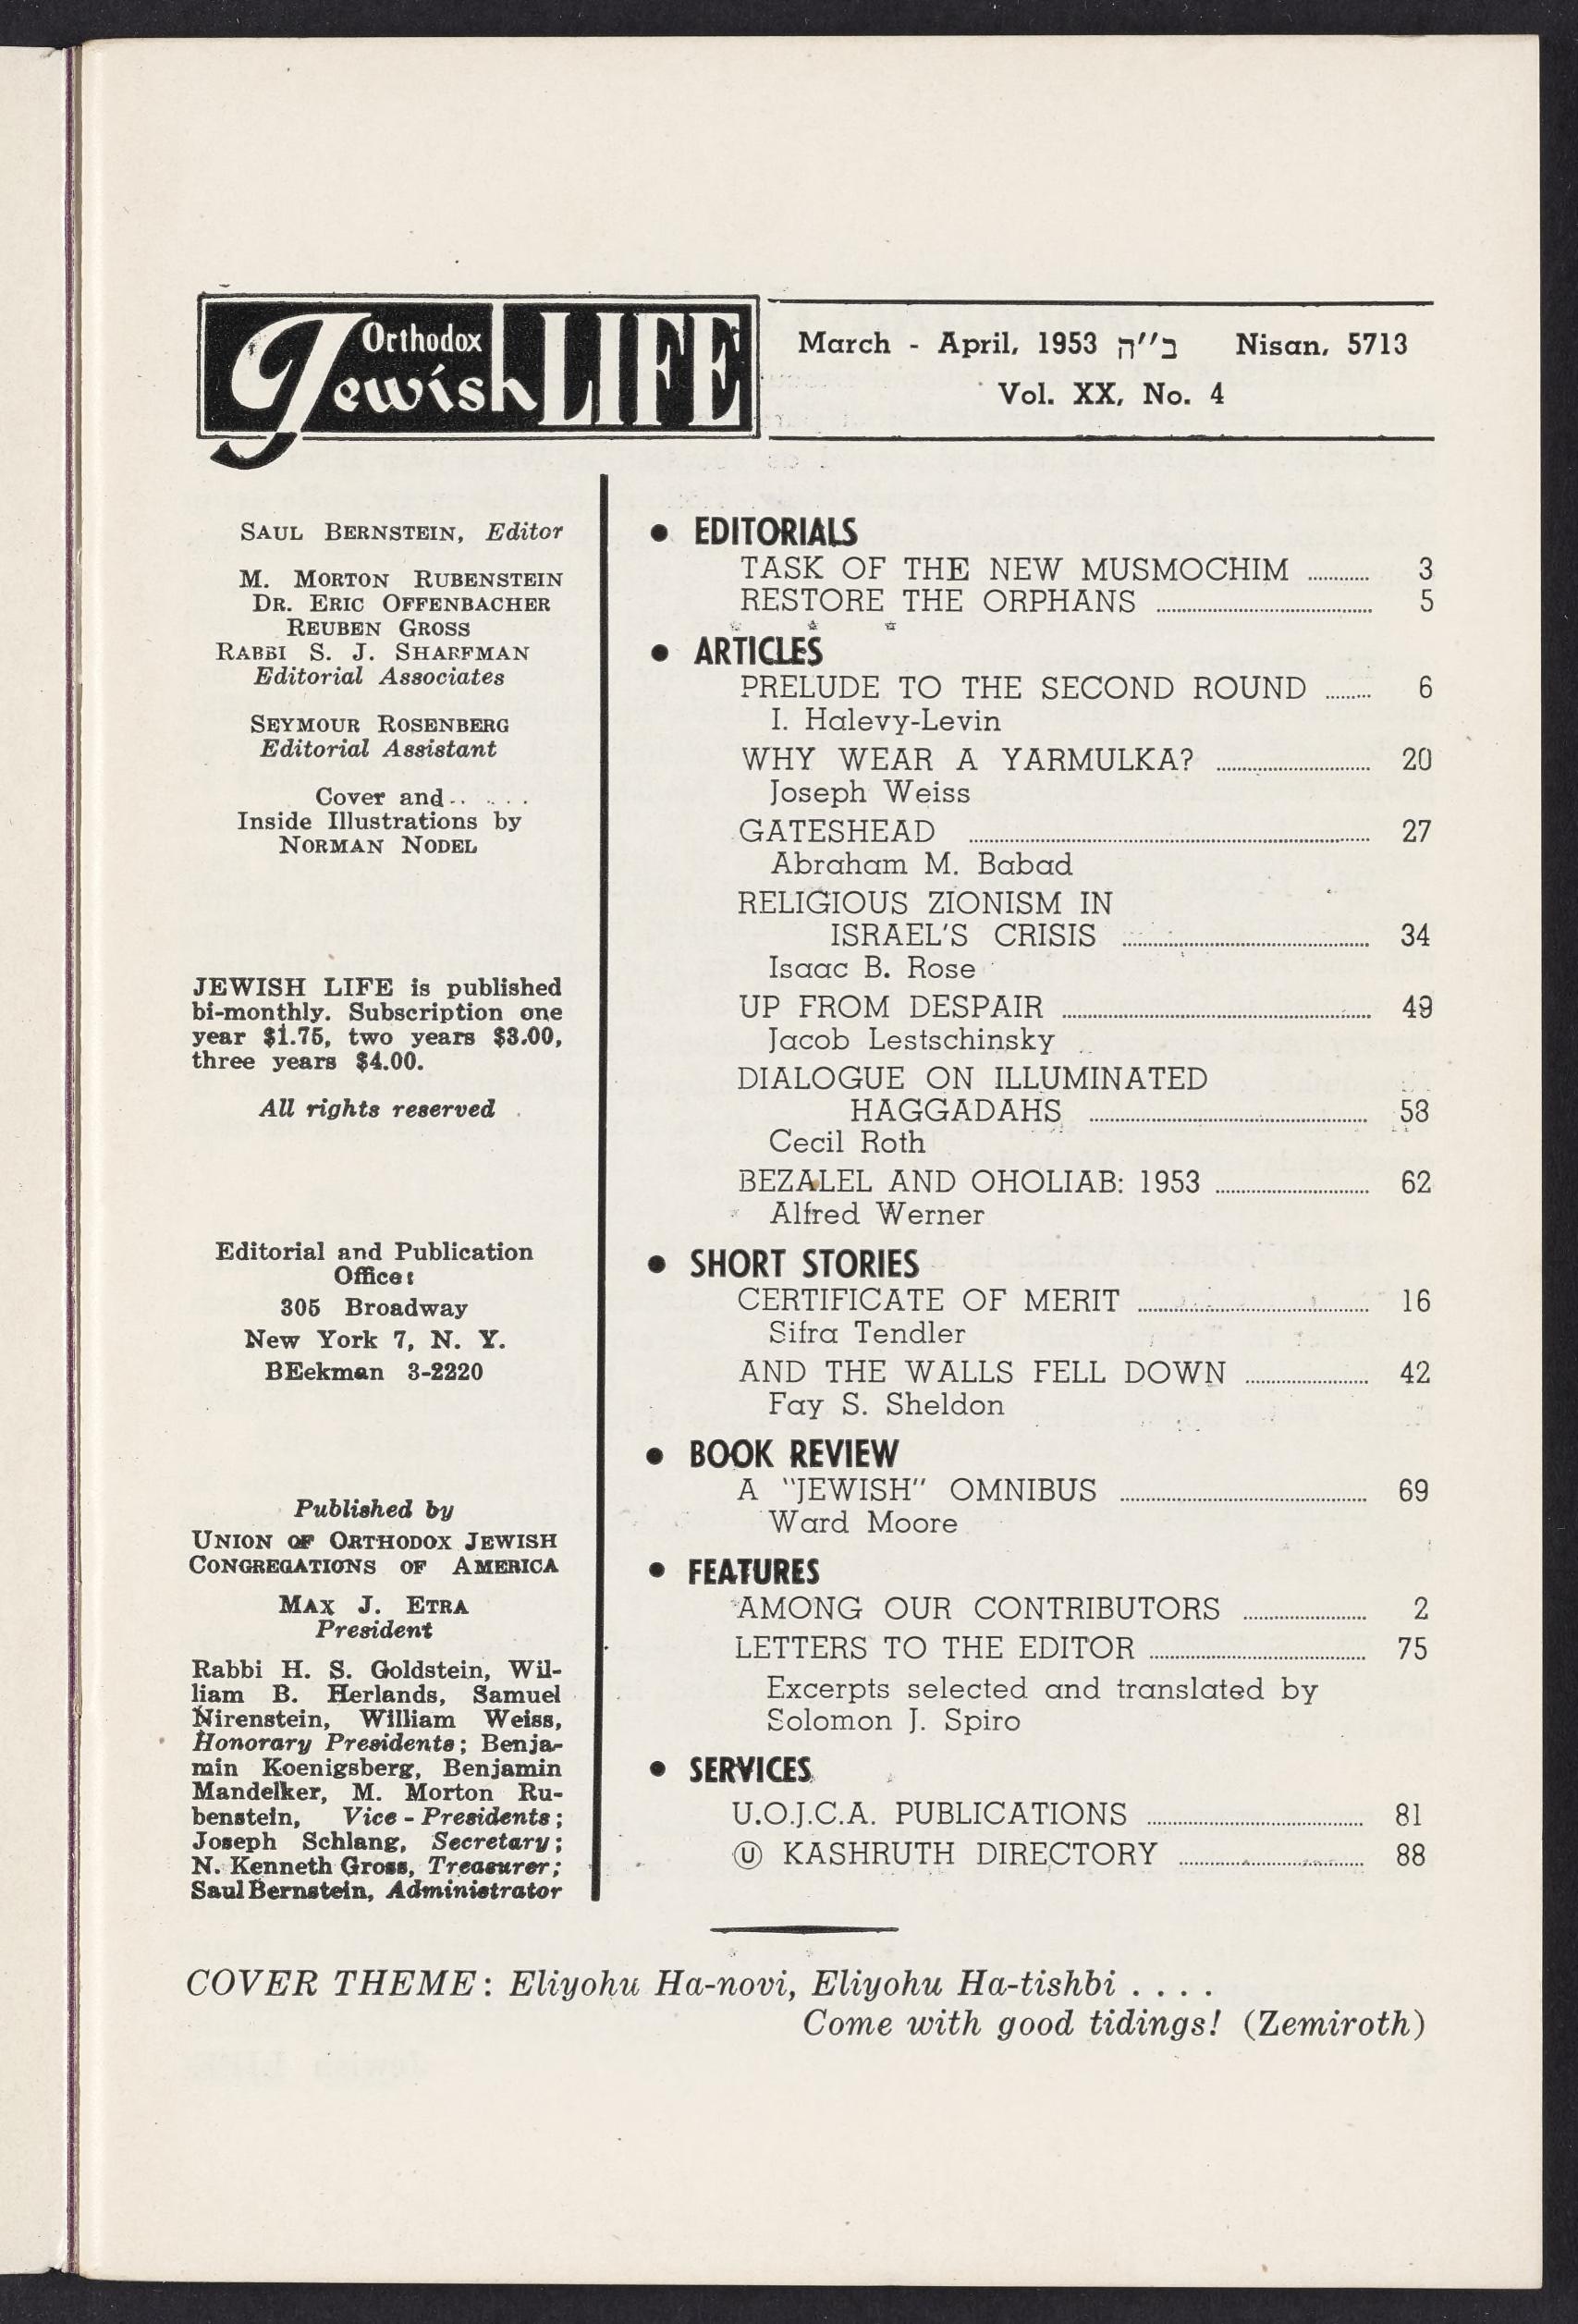 Orthodox
Jewish LIFE
March - April, 1953 ב״ה Nisan, 5713
Vol. XX, No. 4
SAUL BERNSTEIN, Editor
M. MORTON RUBENSTEIN
DR. ERIC OFFENBACHER
REUBEN GROSS
RABBI S. J. SHARFMAN
Editorial Associates
SEYMOUR ROSENBERG
Editorial Assistant
Cover and
Inside Illustrations by
NORMAN NODEL
JEWISH LIFE is published
bi-monthly. Subscription one
year $1.75, two years $3.00,
three years $4.00.
All rights reserved
Editorial and Publication
Office:
305 Broadway
New York 7, N. Y.
BEekman 3-2220
Published by
UNION OF ORTHODOX JEWISH
CONGREGATIONS OF AMERICA
MAX J. ETRA
President
Rabbi H. S. Goldstein, Wil-
liam B. Herlands, Samuel
Nirenstein, William Weiss,
Honorary Presidents; Benja-
min Koenigsberg, Benjamin
Mandelker, M. Morton Ru-
benstein, Vice - Presidents;
Joseph Schlang, Secretary;
N. Kenneth Gross, Treasurer;
Saul Bernstein, Administrator
● EDITORIALS
TASK OF THE NEW MUSMOCHIM ............ 3
RESTORE THE ORPHANS ............ 5
● ARTICLES
PRELUDE TO THE SECOND ROUND ......... 6
I. Halevy-Levin
WHY WEAR A YARMULKA? ............ 20
Joseph Weiss
GATESHEAD ............ 27
Abraham M. Babad
RELIGIOUS ZIONISM IN
ISRAEL'S CRISIS ............ 34
Isaac B. Rose
UP FROM DESPAIR ............ 49
Jacob Lestschinsky
DIALOGUE ON ILLUMINATED
HAGGADAHS ............ 58
Cecil Roth
BEZALEL AND OHOLIAB: 1953 ............ 62
Alfred Werner
● SHORT STORIES
CERTIFICATE OF MERIT ............ 16
Sifra Tendler
AND THE WALLS FELL DOWN ............ 42
Fay S. Sheldon
● BOOK REVIEW
A "JEWISH" OMNIBUS ............ 69
Ward Moore
● FEATURES
AMONG OUR CONTRIBUTORS ............ 2
LETTERS TO THE EDITOR ............ 75
Excerpts selected and translated by
Solomon J. Spiro
● SERVICES
U.O.J.C.A. PUBLICATIONS ............ 81
Ⓤ KASHRUTH DIRECTORY ............ 88
COVER THEME: Eliyohu Ha-novi, Eliyohu Ha-tishbi . . . .
Come with good tidings! (Zemiroth)